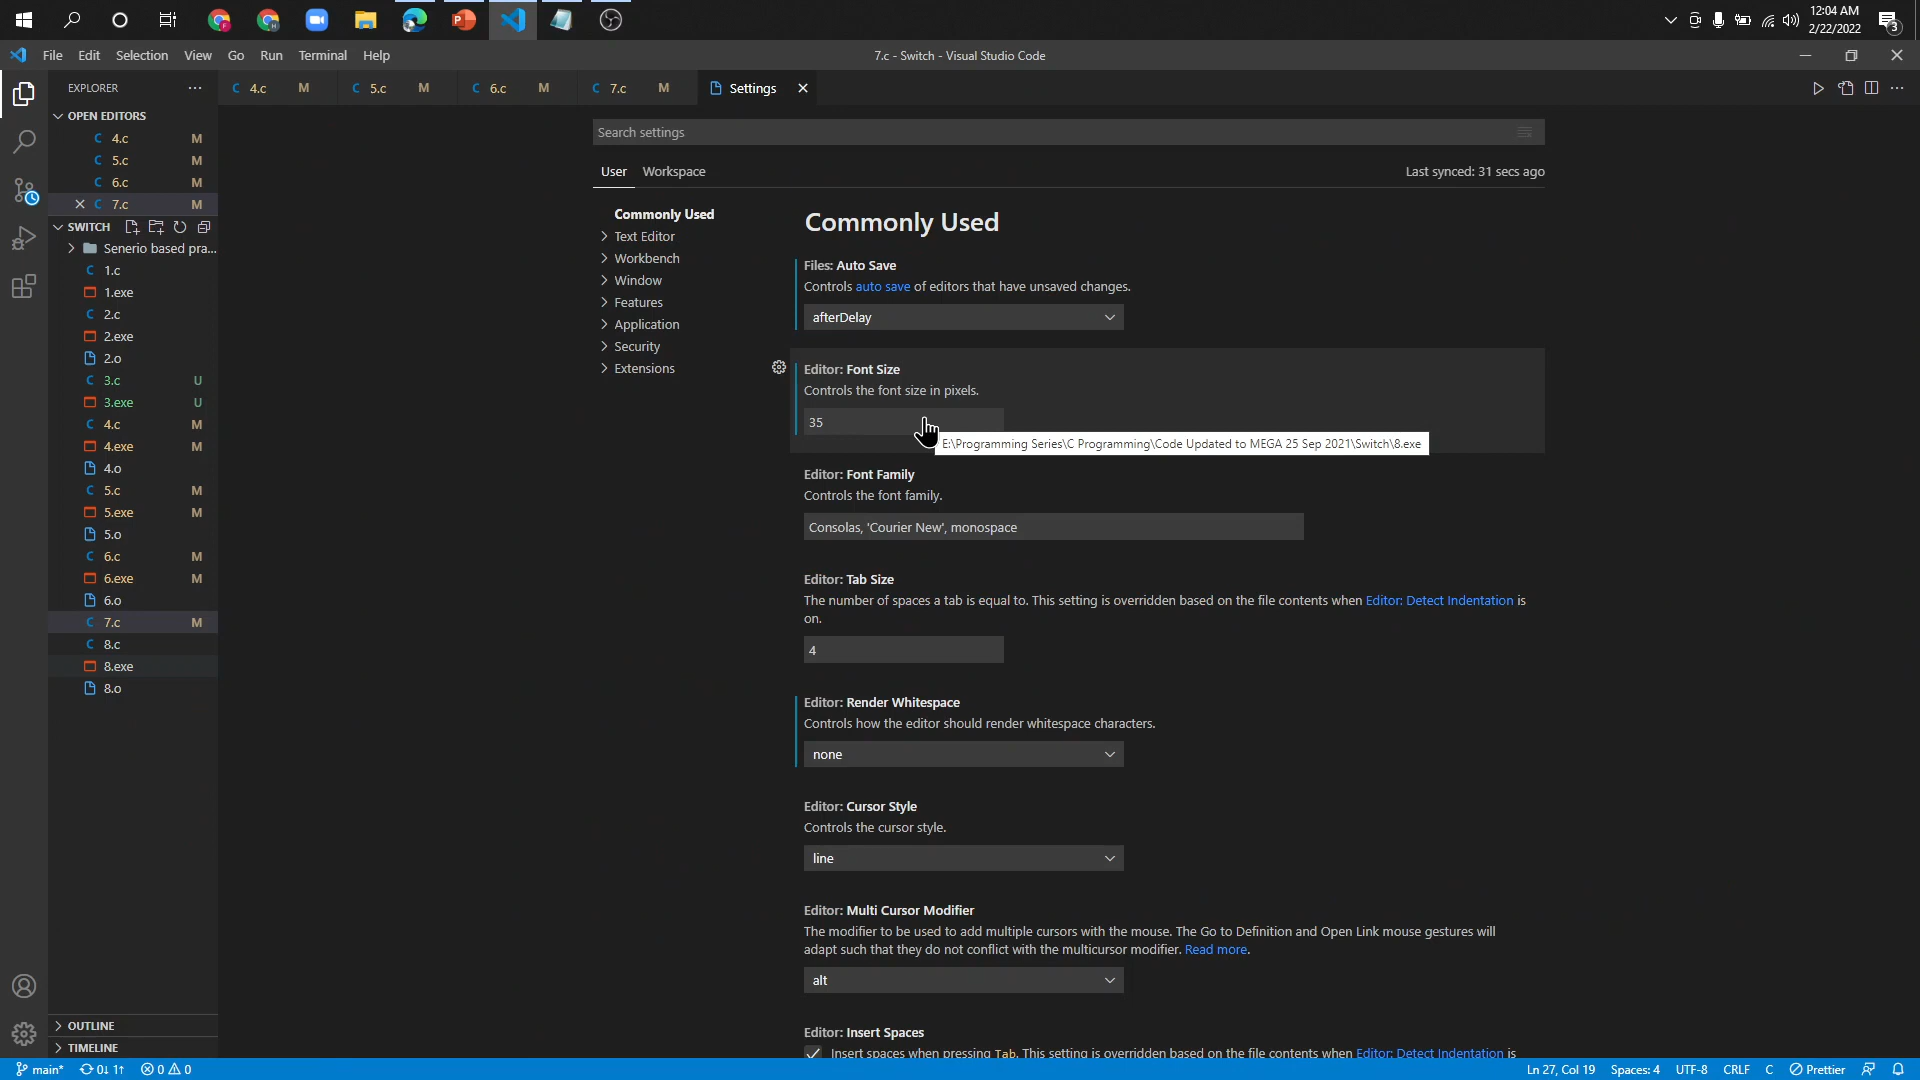 12:04 AM
2/22/2022
3
File Edit Selection View Go Run Terminal Help
7.c - Switch - Visual Studio Code
EXPLORER
4.c M
5.c M
6.c M
7.c M
Settings
OPEN EDITORS
4.c M
5.c M
6.c M
7.c M
SWITCH
Senerio based pra...
1.c
1.exe
2.c
2.exe
2.o
3.c U
3.exe U
4.c M
4.exe M
4.o
5.c M
5.exe M
5.o
6.c M
6.exe M
6.o
7.c M
8.c
8.exe
8.o
OUTLINE
TIMELINE
Search settings
User Workspace
Last synced: 31 secs ago
Commonly Used
Text Editor
Workbench
Window
Features
Application
Security
Extensions
Commonly Used
Files: Auto Save
Controls auto save of editors that have unsaved changes.
afterDelay
Editor: Font Size
Controls the font size in pixels.
35
E:\Programming Series\C Programming\Code Updated to MEGA 25 Sep 2021\Switch\8.exe
Editor: Font Family
Controls the font family.
Consolas, 'Courier New', monospace
Editor: Tab Size
The number of spaces a tab is equal to. This setting is overridden based on the file contents when Editor: Detect Indentation is
on.
4
Editor: Render Whitespace
Controls how the editor should render whitespace characters.
none
Editor: Cursor Style
Controls the cursor style.
line
Editor: Multi Cursor Modifier
The modifier to be used to add multiple cursors with the mouse. The Go to Definition and Open Link mouse gestures will
adapt such that they do not conflict with the multicursor modifier. Read more.
alt
Editor: Insert Spaces
Insert spaces when pressing Tab. This setting is overridden based on the file contents when Editor: Detect Indentation is
main* 0↓ 1↑ 0 0
Ln 27, Col 19 Spaces: 4 UTF-8 CRLF C Prettier